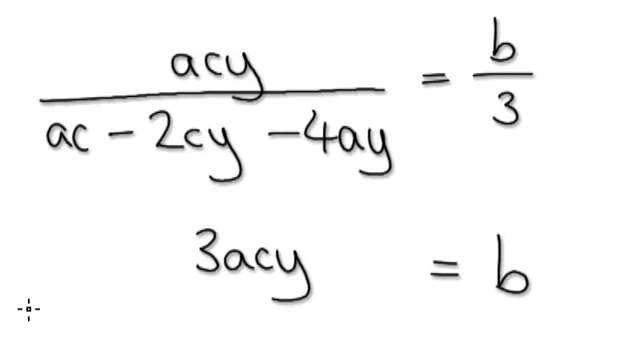 acy/(ac - 2cy - 4ay) = b/3
3acy = b